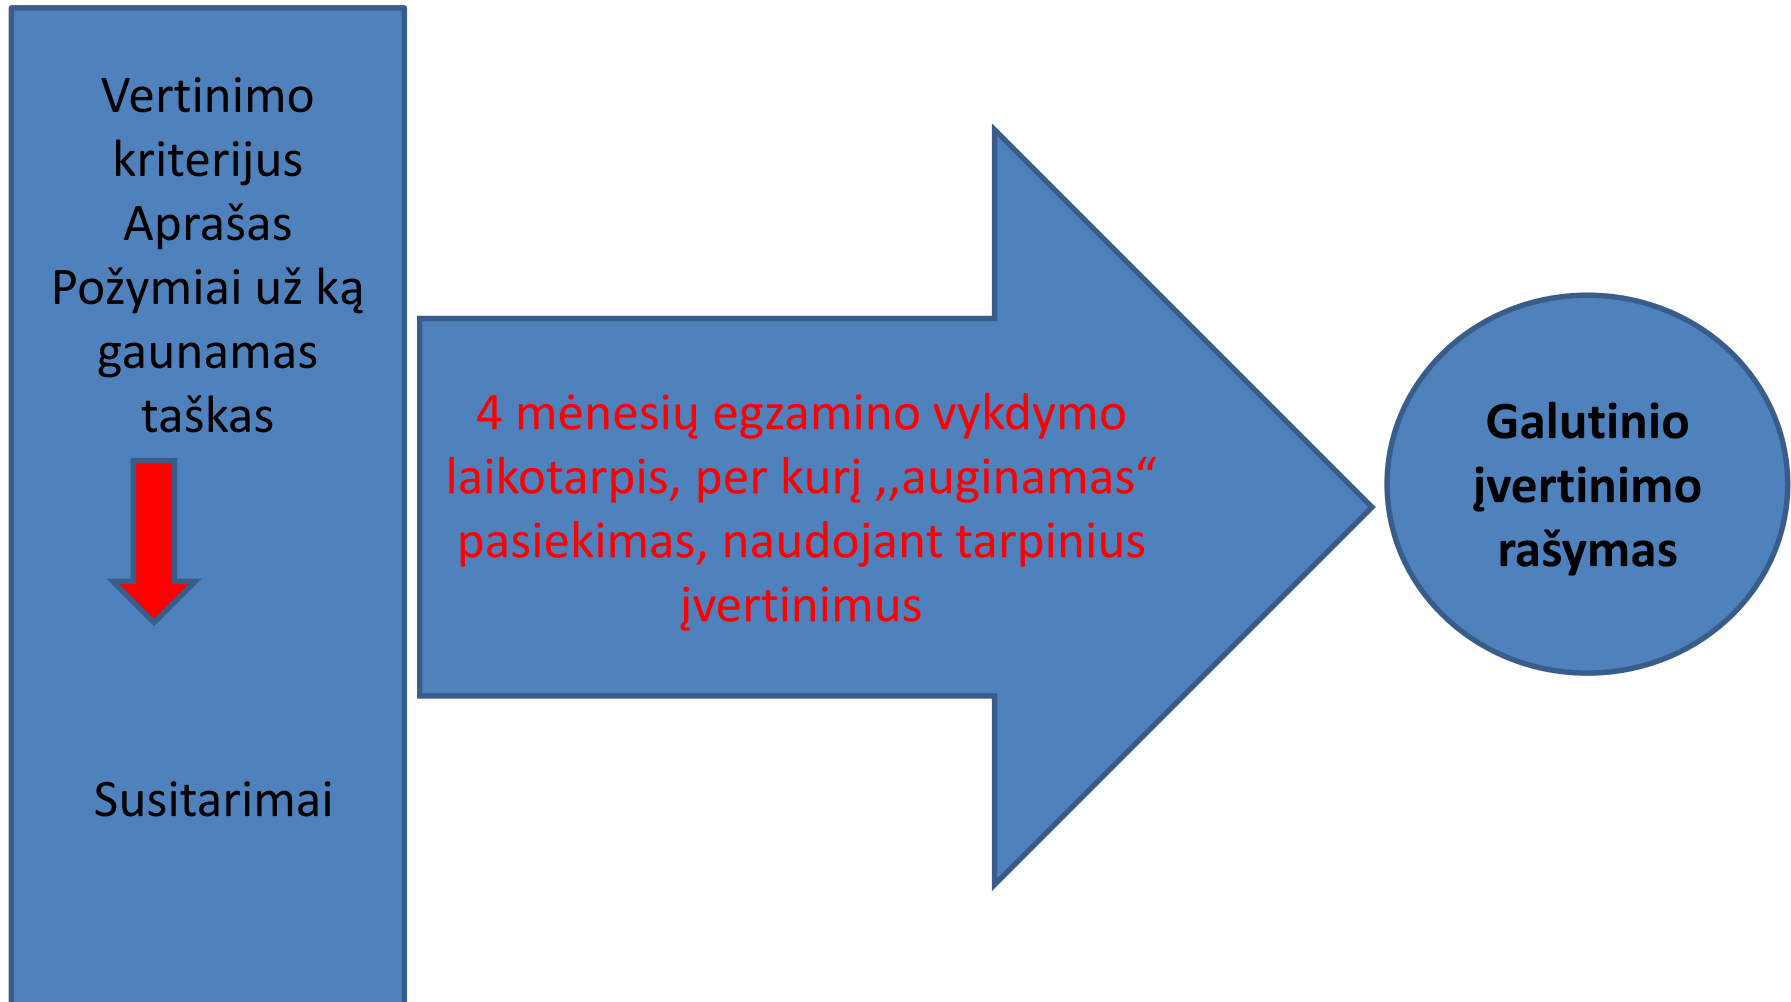 Vertinimo
kriterijus
Aprašas
Požymiai už ką
gaunamas
taškas
Susitarimai
4 mėnesių egzamino vykdymo
laikotarpis, per kurį ,,auginamas“
pasiekimas, naudojant tarpinius
įvertinimus
Galutinio
įvertinimo
rašymas